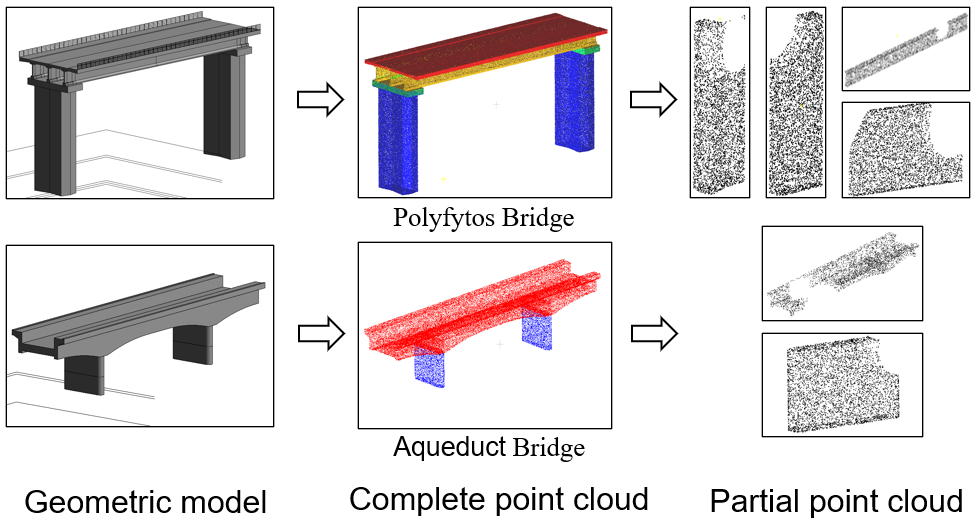 Polyfytos Bridge
Aqueduct Bridge
Geometric model
Complete point cloud
Partial point cloud